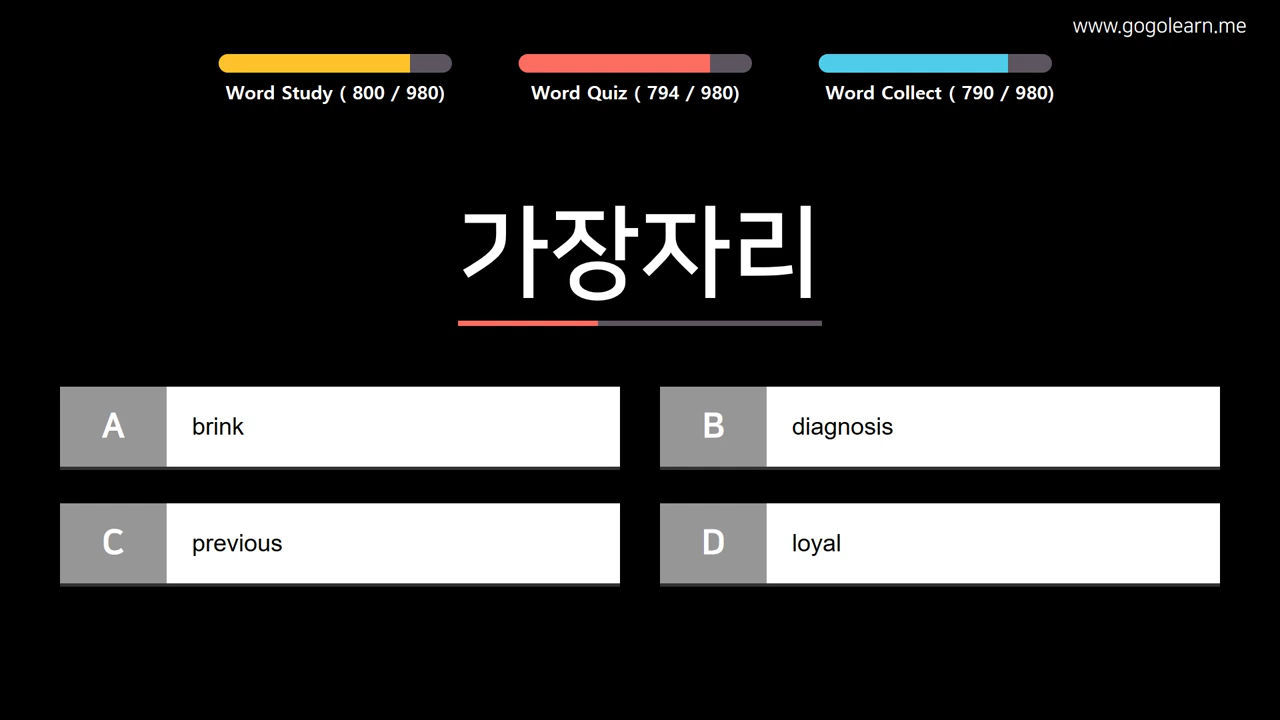 www.gogolearn.me
Word Study ( 800 / 980)
Word Quiz ( 794 / 980)
Word Collect ( 790 / 980)
가장자리
A brink
B diagnosis
C previous
D loyal